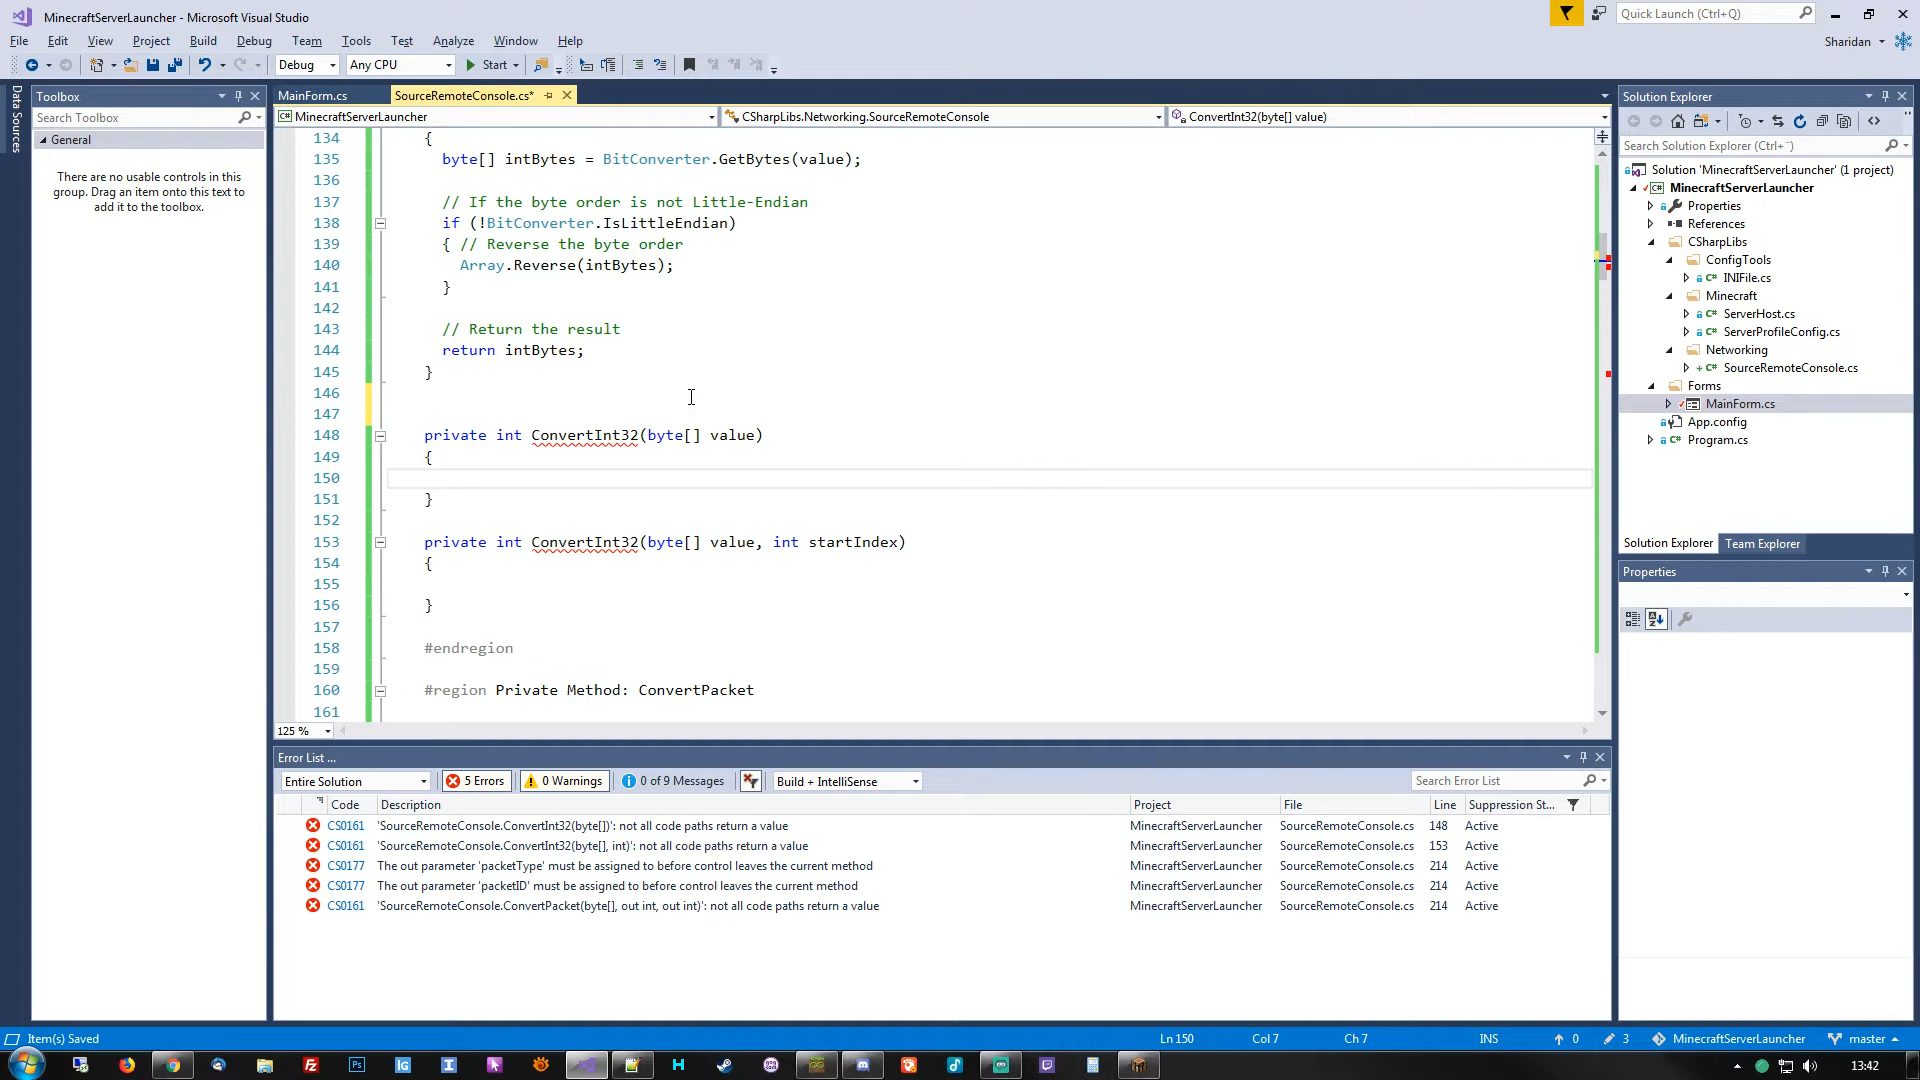 MinecraftServerLauncher - Microsoft Visual Studio
Quick Launch (Ctrl+Q)
File Edit View Project Build Debug Team Tools Test Analyze Window Help
Sharidan
Debug Any CPU Start
Data Sources
Toolbox
Search Toolbox
General
There are no usable controls in this
group. Drag an item onto this text to
add it to the toolbox.
MainForm.cs SourceRemoteConsole.cs*
MinecraftServerLauncher CSharpLibs.Networking.SourceRemoteConsole ConvertInt32(byte[] value)
134 {
135 byte[] intBytes = BitConverter.GetBytes(value);
136
137 // If the byte order is not Little-Endian
138 if (!BitConverter.IsLittleEndian)
139 { // Reverse the byte order
140 Array.Reverse(intBytes);
141 }
142
143 // Return the result
144 return intBytes;
145 }
146
147
148 private int ConvertInt32(byte[] value)
149 {
150
151 }
152
153 private int ConvertInt32(byte[] value, int startIndex)
154 {
155
156 }
157
158 #endregion
159
160 #region Private Method: ConvertPacket
161
125 %
Error List ...
Entire Solution 5 Errors 0 Warnings 0 of 9 Messages Build + IntelliSense Search Error List
Code Description Project File Line Suppression St...
CS0161 'SourceRemoteConsole.ConvertInt32(byte[])': not all code paths return a value MinecraftServerLauncher SourceRemoteConsole.cs 148 Active
CS0161 'SourceRemoteConsole.ConvertInt32(byte[], int)': not all code paths return a value MinecraftServerLauncher SourceRemoteConsole.cs 153 Active
CS0177 The out parameter 'packetType' must be assigned to before control leaves the current method MinecraftServerLauncher SourceRemoteConsole.cs 214 Active
CS0177 The out parameter 'packetID' must be assigned to before control leaves the current method MinecraftServerLauncher SourceRemoteConsole.cs 214 Active
CS0161 'SourceRemoteConsole.ConvertPacket(byte[], out int, out int)': not all code paths return a value MinecraftServerLauncher SourceRemoteConsole.cs 214 Active
Solution Explorer
Search Solution Explorer (Ctrl+¨)
Solution 'MinecraftServerLauncher' (1 project)
MinecraftServerLauncher
Properties
References
CSharpLibs
ConfigTools
INIFile.cs
Minecraft
ServerHost.cs
ServerProfileConfig.cs
Networking
SourceRemoteConsole.cs
Forms
MainForm.cs
App.config
Program.cs
Solution Explorer Team Explorer
Properties
Item(s) Saved Ln 150 Col 7 Ch 7 INS 0 3 MinecraftServerLauncher master
13:42